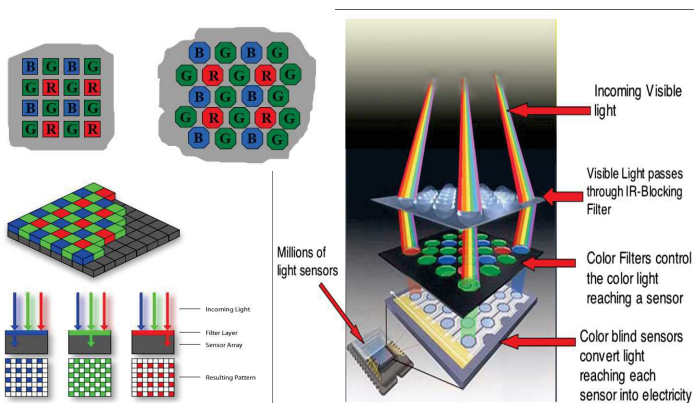 B G B G
G R G R
B G B G
G R G R
B G B G
G R G R
B G B G
G R G R
B G B G
Incoming Light
Filter Layer
Sensor Array
Resulting Pattern
Millions of
light sensors
Incoming Visible
light
Visible Light passes
through IR-Blocking
Filter
Color Filters control
the color light
reaching a sensor
Color blind sensors
convert light
reaching each
sensor into electricity